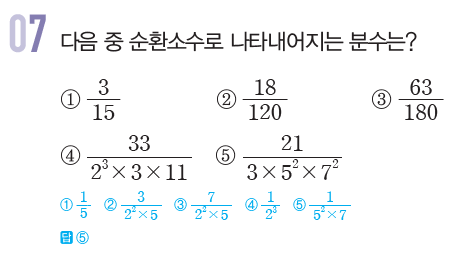 07 다음 중 순환소수로 나타내어지는 분수는?
① 3/15 ② 18/120 ③ 63/180
④ 33/(2³×3×11) ⑤ 21/(3×5²×7²)
① 1/5 ② 3/(2²×5) ③ 7/(2²×5) ④ 1/2³ ⑤ 1/(5²×7)
답 ⑤